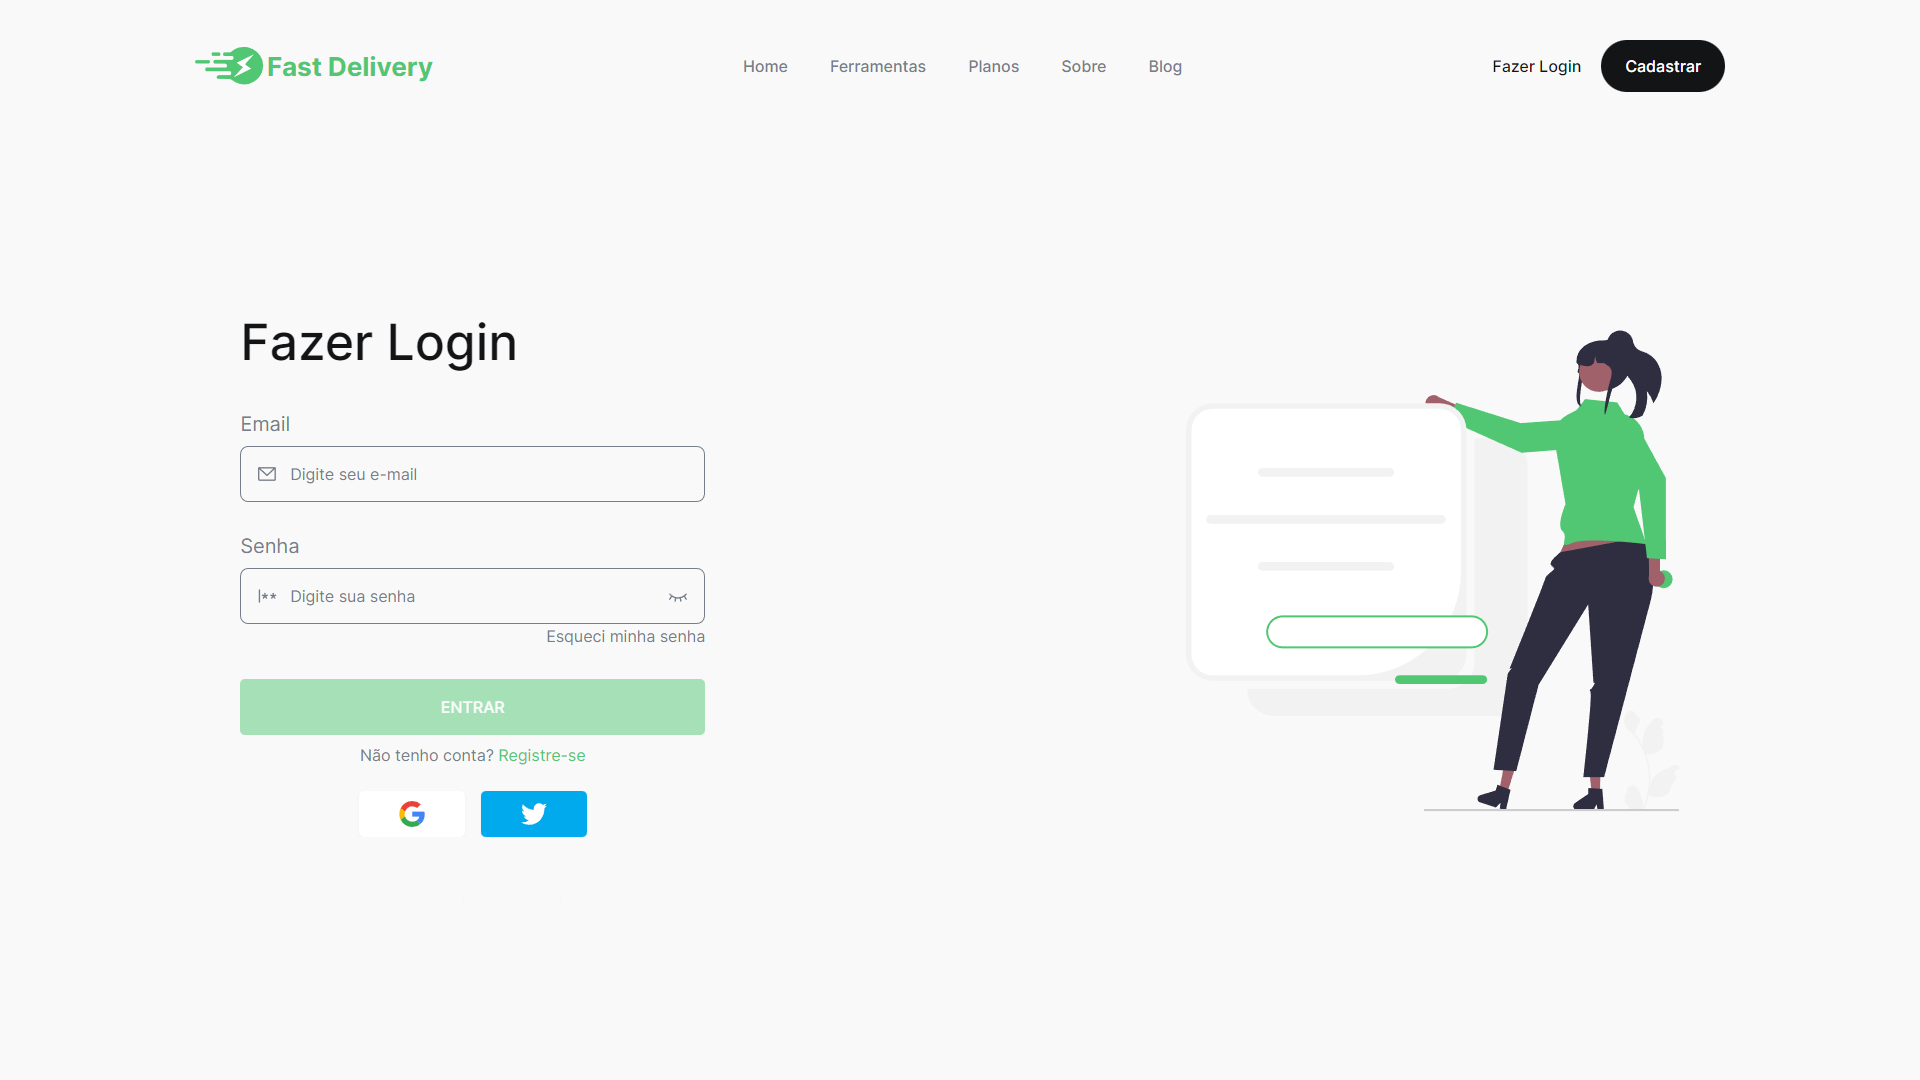 Fast Delivery
Home Ferramentas Planos Sobre Blog
Fazer Login Cadastrar
Fazer Login
Email
Digite seu e-mail
Senha
Digite sua senha
Esqueci minha senha
ENTRAR
Não tenho conta? Registre-se